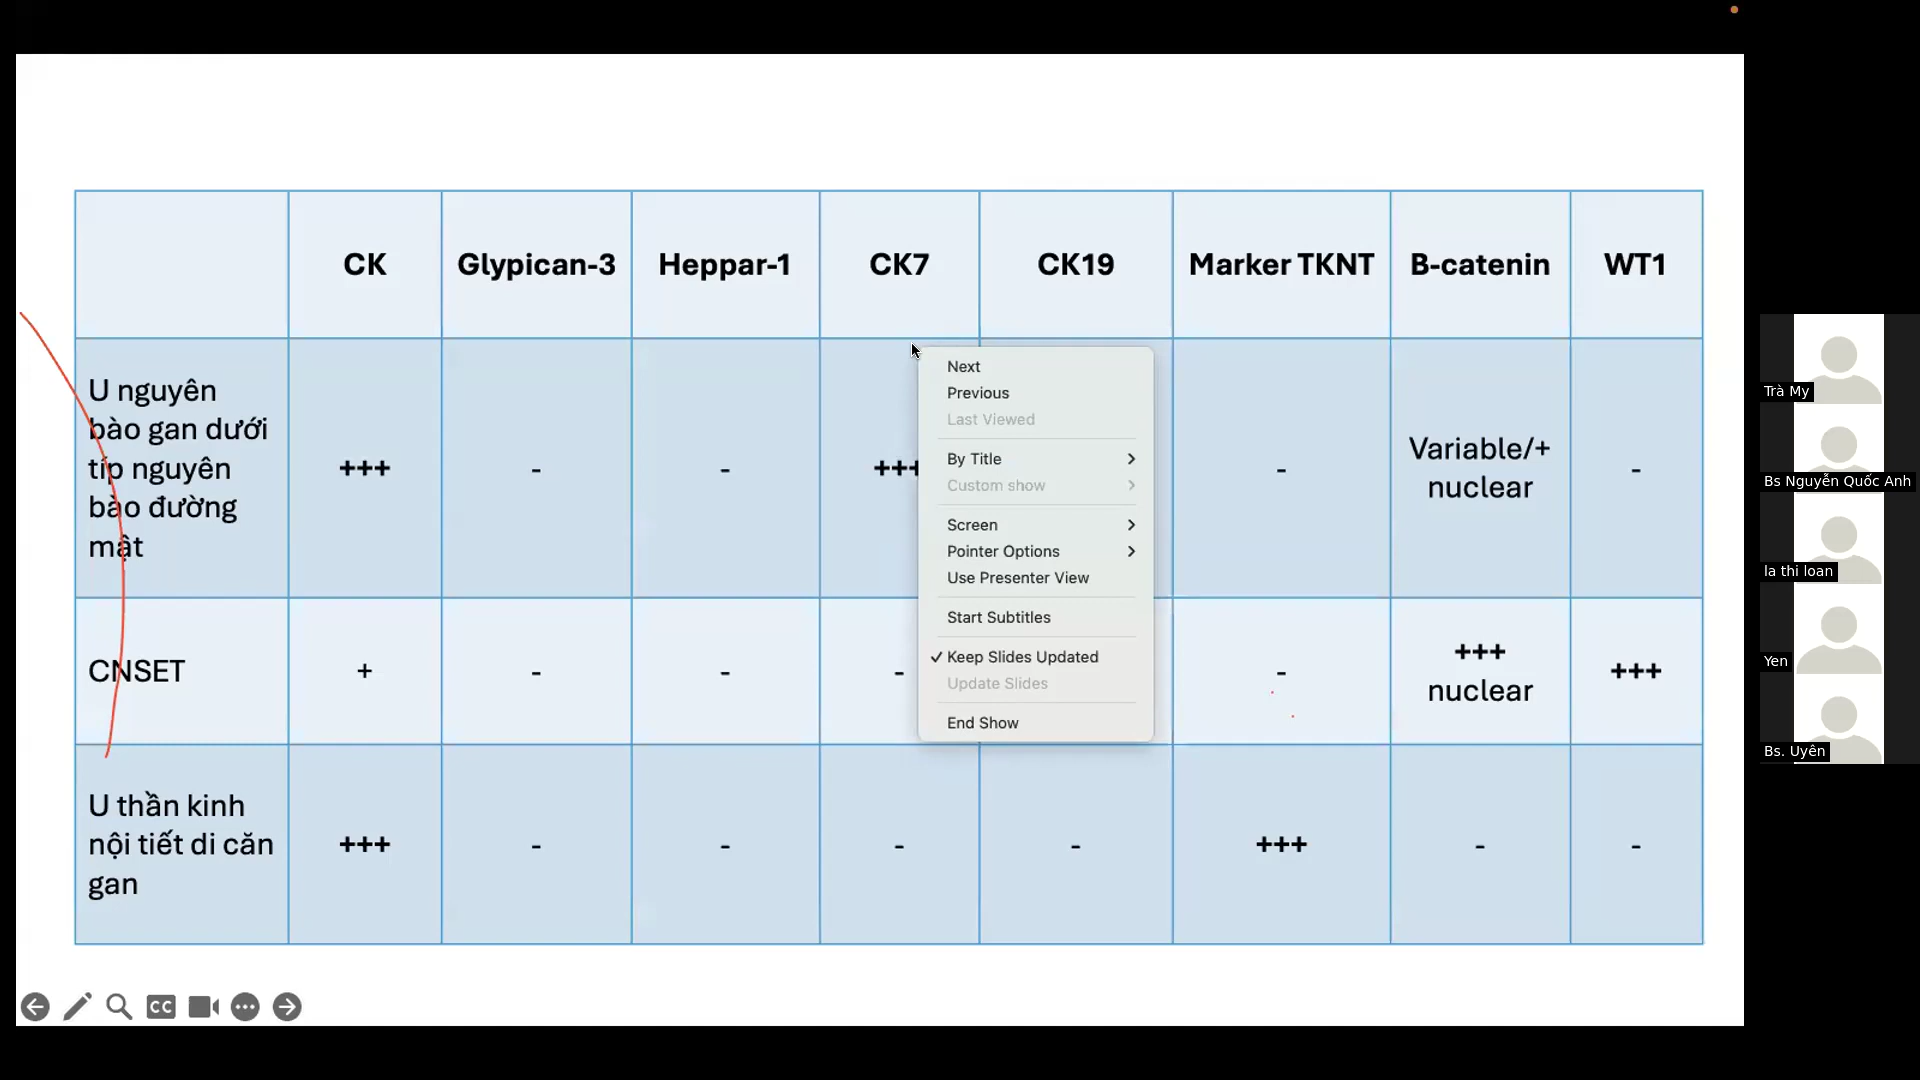 CK Glypican-3 Heppar-1 CK7 CK19 Marker TKNT B-catenin WT1
U nguyên
bào gan dưới
típ nguyên
bào đường
mật
+++ - - +++ - Variable/+
nuclear
-
CNSET + - - - - +++
nuclear
+++
U thần kinh
nội tiết di căn
gan
+++ - - - - +++ - -
Next
Previous
Last Viewed
By Title
Custom show
Screen
Pointer Options
Use Presenter View
Start Subtitles
Keep Slides Updated
Update Slides
End Show
CC
Trà My
Bs Nguyễn Quốc Anh
la thi loan
Yen
Bs. Uyên